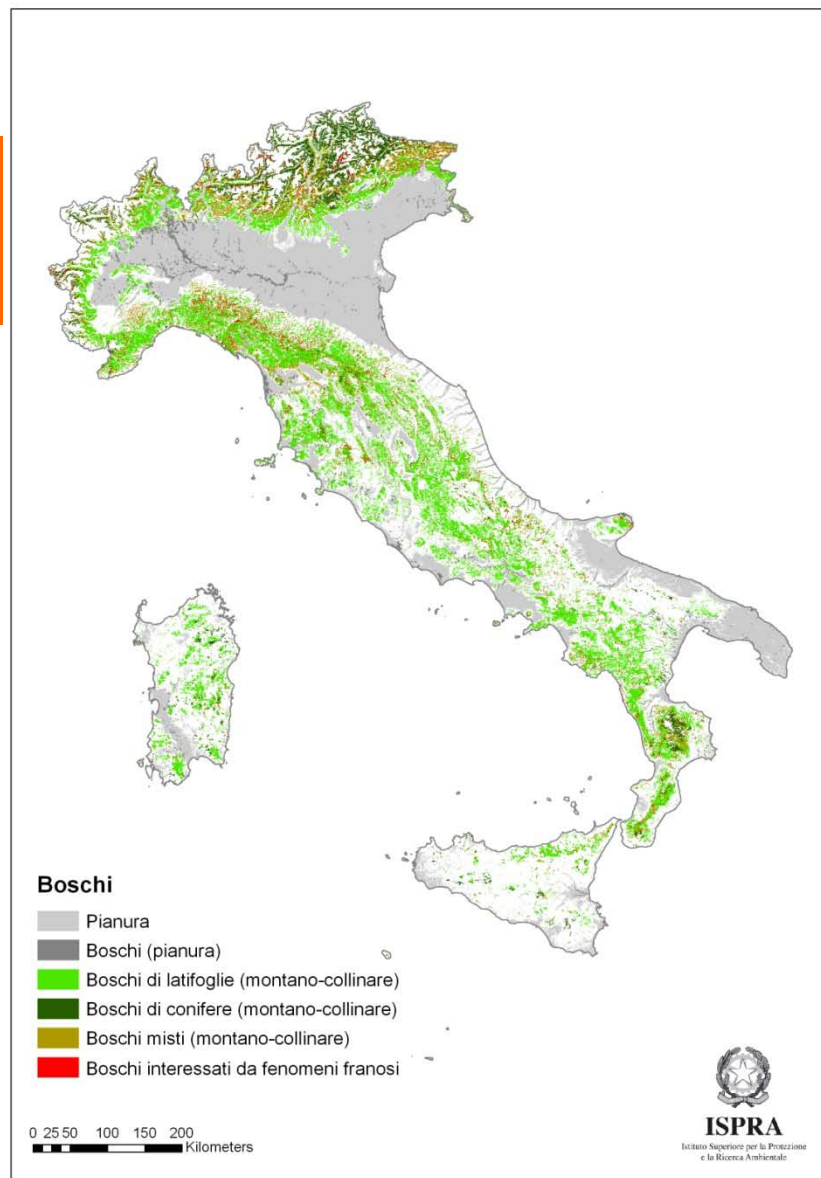 Boschi
Pianura
Boschi (pianura)
Boschi di latifoglie (montano-collinare)
Boschi di conifere (montano-collinare)
Boschi misti (montano-collinare)
Boschi interessati da fenomeni franosi
0 25 50 100 150 200
Kilometers
ISPRA
Istituto Superiore per la Protezione
e la Ricerca Ambientale